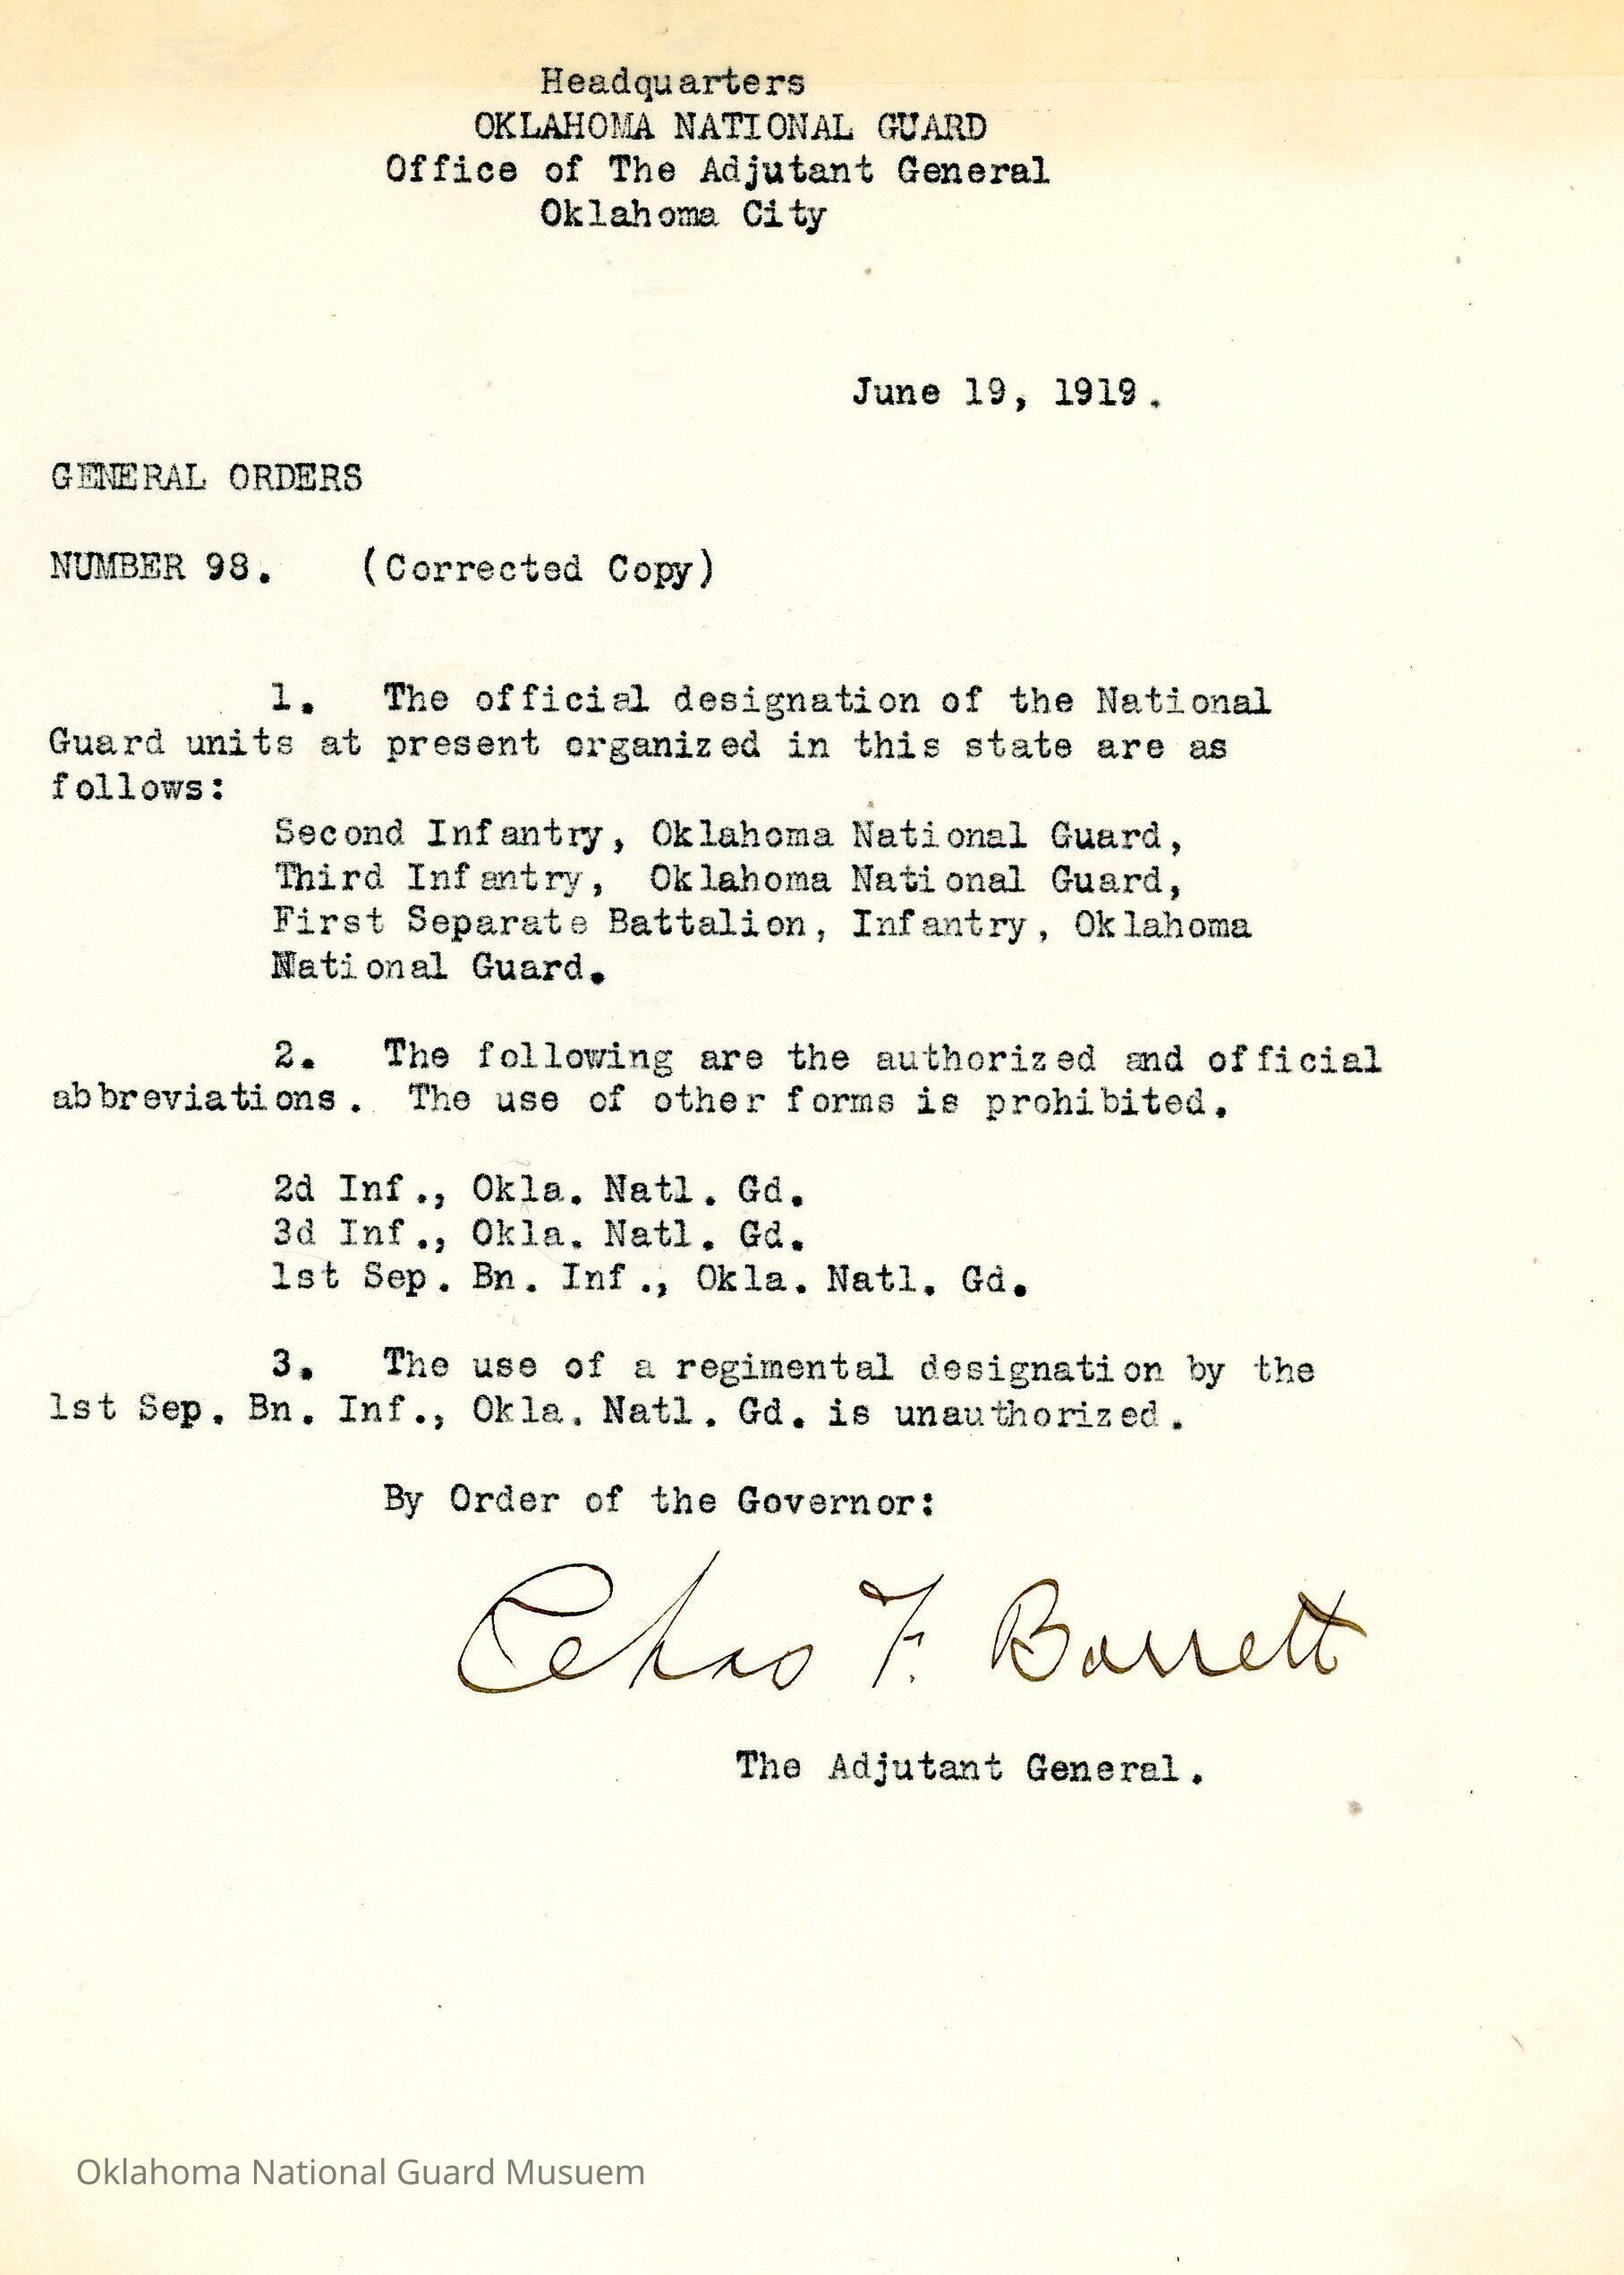 Headquarters
OKLAHOMA NATIONAL GUARD
Office of The Adjutant General
Oklahoma City
June 19, 1919.
GENERAL ORDERS
NUMBER 98. (Corrected Copy)
1. The official designation of the National
Guard units at present organized in this state are as
follows:
Second Infantry, Oklahoma National Guard,
Third Infantry, Oklahoma National Guard,
First Separate Battalion, Infantry, Oklahoma
National Guard.
2. The following are the authorized and official
abbreviations. The use of other forms is prohibited.
2d Inf., Okla. Natl. Gd.
3d Inf., Okla. Natl. Gd.
1st Sep. Bn. Inf., Okla. Natl. Gd.
3. The use of a regimental designation by the
1st Sep. Bn. Inf., Okla. Natl. Gd. is unauthorized.
By Order of the Governor:
Chas F. Barrett
The Adjutant General.
Oklahoma National Guard Musuem